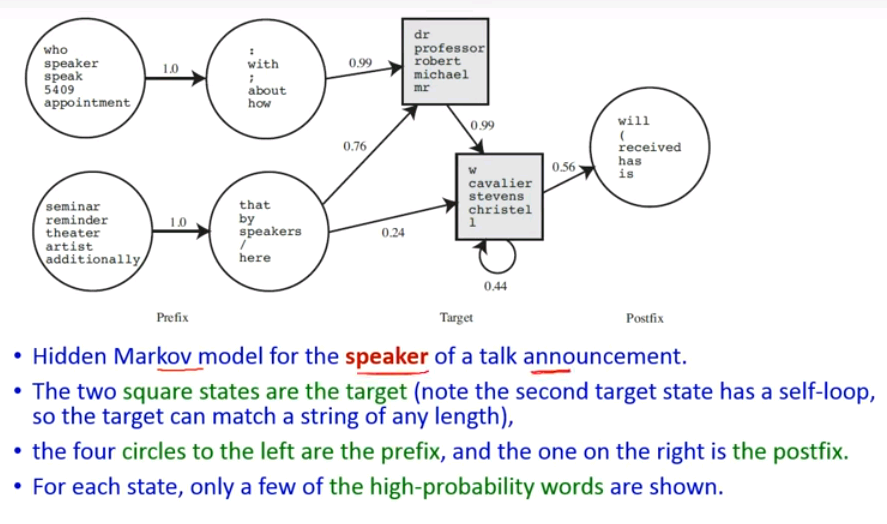 who
speaker
speak
5409
appointment
1.0
:
with
;
about
how
0.99
dr
professor
robert
michael
mr
0.76
0.99
will
(
received
has
is
seminar
reminder
theater
artist
additionally
1.0
that
by
speakers
/
here
0.24
w
cavalier
stevens
christel
l
0.56
0.44
Prefix
Target
Postfix
• Hidden Markov model for the speaker of a talk announcement.
• The two square states are the target (note the second target state has a self-loop,
so the target can match a string of any length),
• the four circles to the left are the prefix, and the one on the right is the postfix.
• For each state, only a few of the high-probability words are shown.